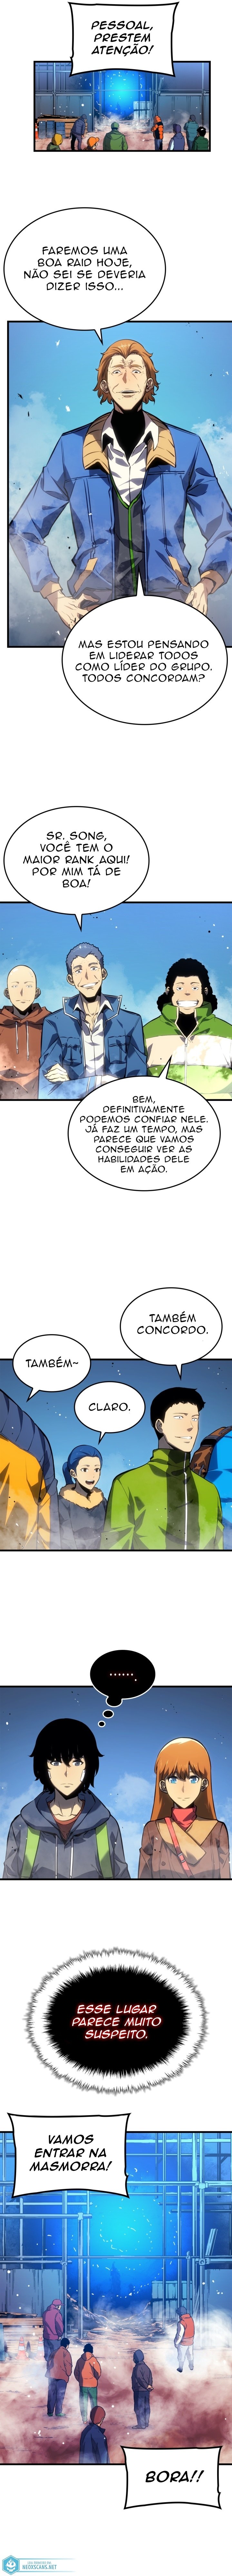 PESSOAL,
PRESTEM
ATENÇÃO!
FAREMOS UMA
BOA RAID HOJE,
NÃO SEI SE DEVERIA
DIZER ISSO...
MAS ESTOU PENSANDO
EM LIDERAR TODOS
COMO LÍDER DO GRUPO.
TODOS CONCORDAM?
SR. SONG,
VOCÊ TEM O
MAIOR RANK AQUI!
POR MIM TÁ DE
BOA!
BEM,
DEFINITIVAMENTE
PODEMOS CONFIAR NELE.
JÁ FAZ UM TEMPO, MAS
PARECE QUE VAMOS
CONSEGUIR VER AS
HABILIDADES DELE
EM AÇÃO.
TAMBÉM
CONCORDO.
TAMBÉM~
CLARO.
.......
ESSE LUGAR
PARECE MUITO
SUSPEITO.
VAMOS
ENTRAR NA
MASMORRA!
BORA!!
NEOXSCANS.NET